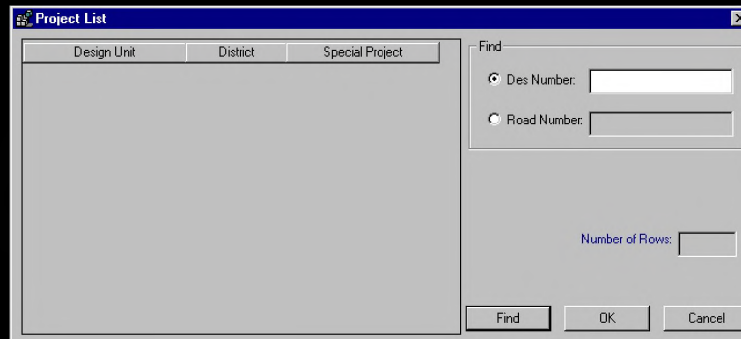 Project List
Design Unit District Special Project
Find
Des Number:
Road Number:
Number of Rows:
Find OK Cancel